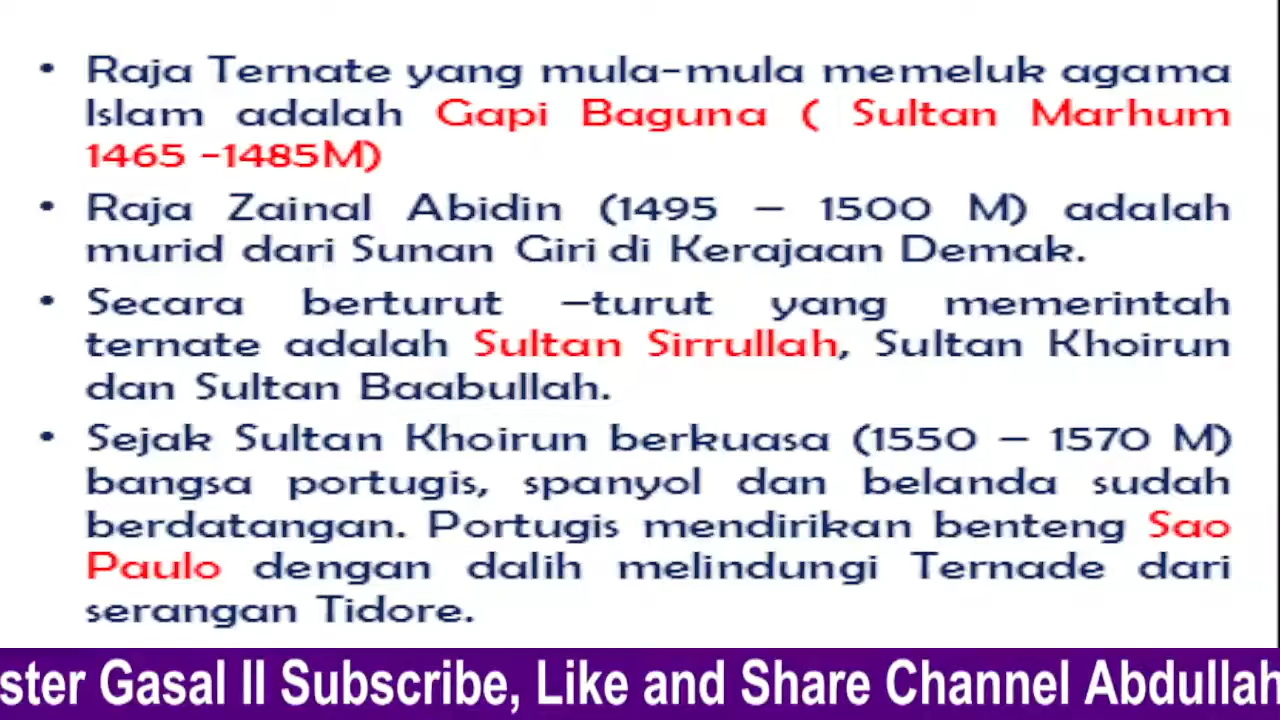 • Raja Ternate yang mula-mula memeluk agama
Islam adalah Gapi Baguna ( Sultan Marhum
1465 -1485M)
• Raja Zainal Abidin (1495 – 1500 M) adalah
murid dari Sunan Giri di Kerajaan Demak.
• Secara berturut –turut yang memerintah
ternate adalah Sultan Sirrullah, Sultan Khoirun
dan Sultan Baabullah.
• Sejak Sultan Khoirun berkuasa (1550 – 1570 M)
bangsa portugis, spanyol dan belanda sudah
berdatangan. Portugis mendirikan benteng Sao
Paulo dengan dalih melindungi Ternade dari
serangan Tidore.
ster Gasal II Subscribe, Like and Share Channel Abdullah